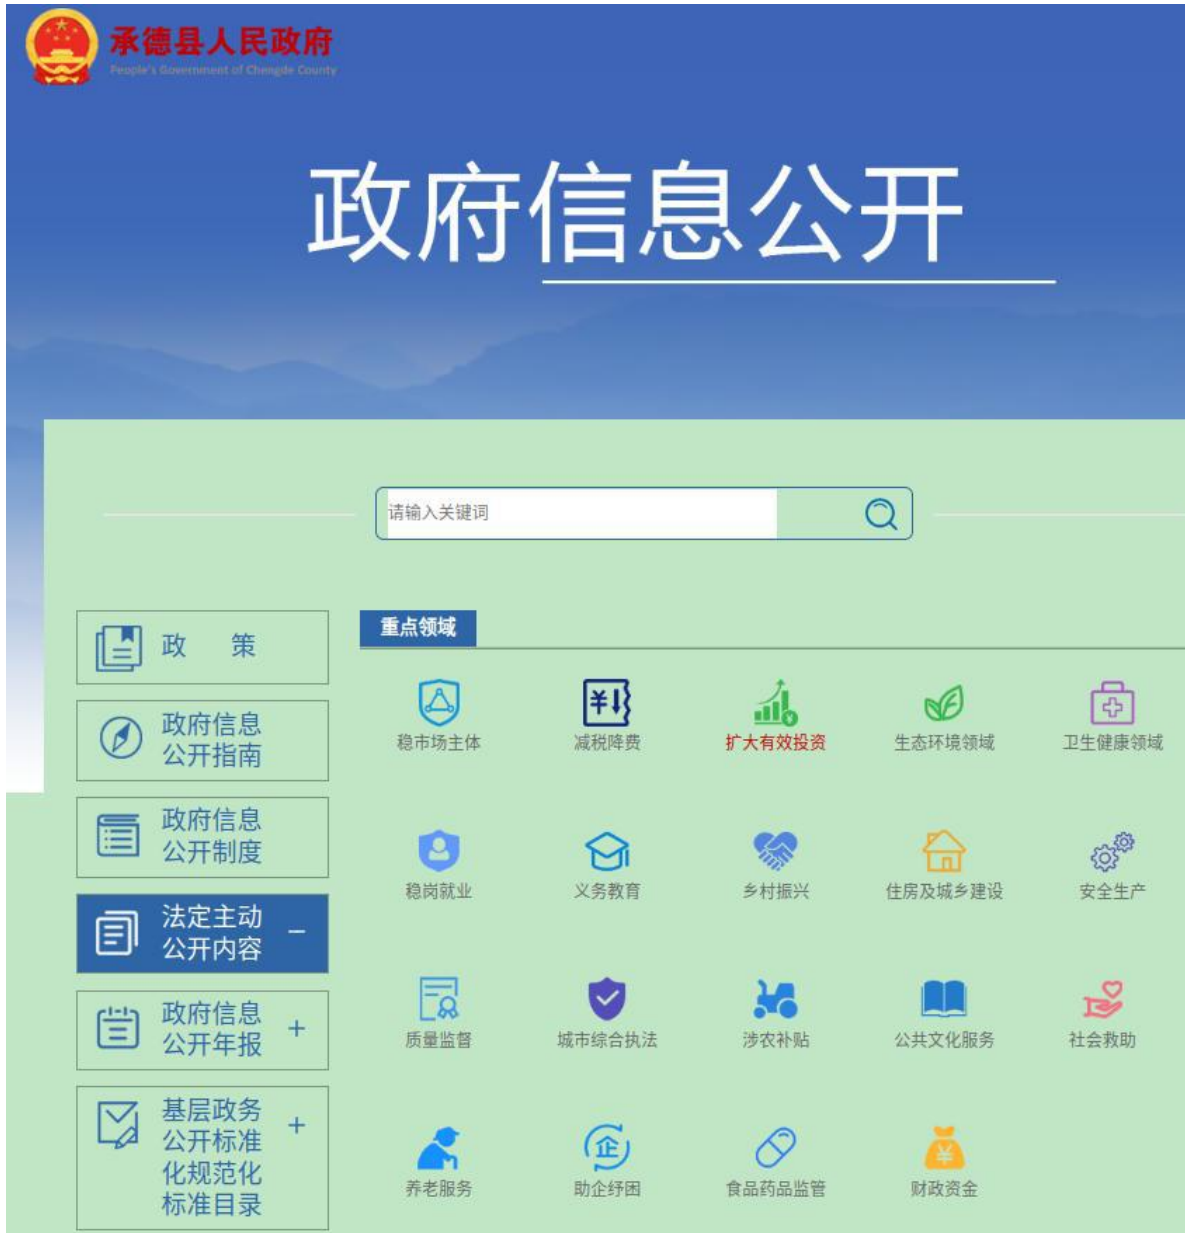 承德县人民政府
People's Government of Chengde County
政府信息公开
请输入关键词
政 策
政府信息
公开指南
政府信息
公开制度
法定主动
公开内容
－
政府信息
公开年报
+
基层政务
公开标准
化规范化
标准目录
+
重点领域
稳市场主体
减税降费
扩大有效投资
生态环境领域
卫生健康领域
稳岗就业
义务教育
乡村振兴
住房及城乡建设
安全生产
质量监督
城市综合执法
涉农补贴
公共文化服务
社会救助
养老服务
企
助企纾困
食品药品监管
财政资金